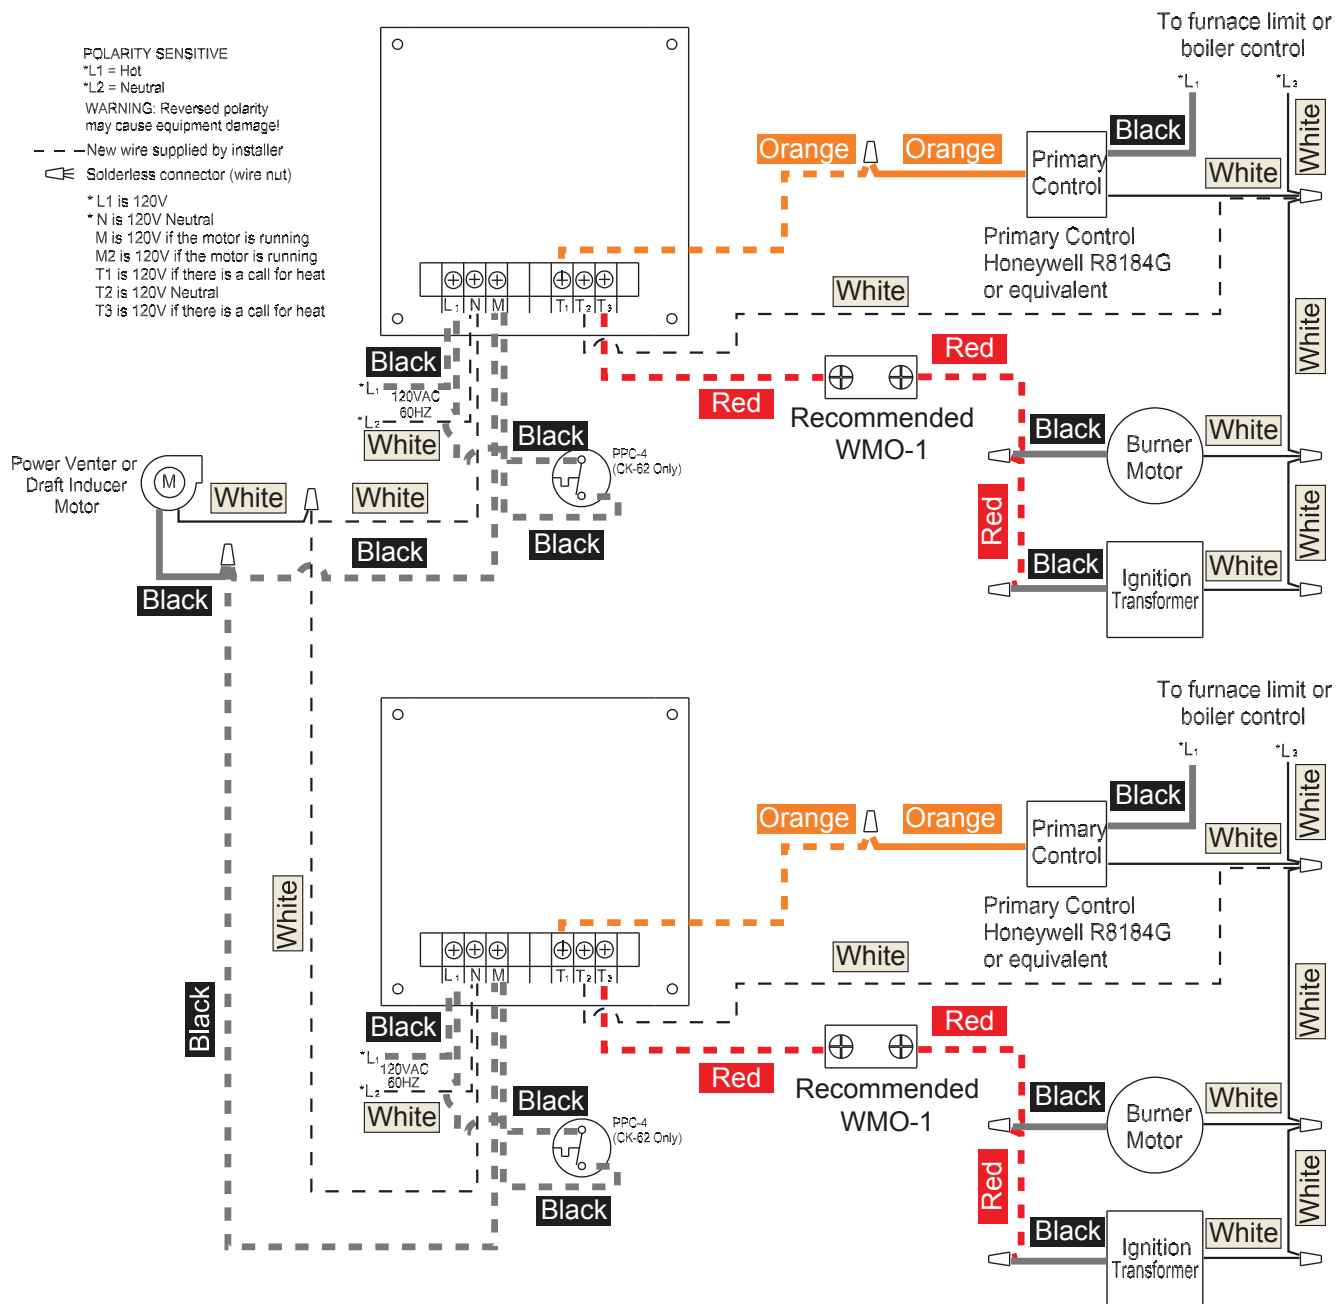 POLARITY SENSITIVE
*L1 = Hot
*L2 = Neutral
WARNING: Reversed polarity
may cause equipment damage!
New wire supplied by installer
Solderless connector (wire nut)
* L1 is 120V
* N is 120V Neutral
M is 120V if the motor is running
M2 is 120V if the motor is running
T1 is 120V if there is a call for heat
T2 is 120V Neutral
T3 is 120V if there is a call for heat
To furnace limit or
boiler control
*L1
*L2
Black
White
Orange
Orange
Primary
Control
White
Primary Control
Honeywell R8184G
or equivalent
L1 N M T1 T2 T3
White
White
Black
*L1
120VAC
60HZ
*L2
White
Red
Red
Recommended
WMO-1
Black
PPC-4
(CK-62 Only)
Black
Black
Burner
Motor
White
Power Venter or
Draft Inducer
Motor
M
White
White
Black
Black
Red
White
Black
Ignition
Transformer
White
To furnace limit or
boiler control
*L1
*L2
Black
White
Orange
Orange
Primary
Control
White
Primary Control
Honeywell R8184G
or equivalent
White
Black
L1 N M T1 T2 T3
White
White
Black
*L1
120VAC
60HZ
*L2
White
Red
Red
Recommended
WMO-1
Black
PPC-4
(CK-62 Only)
Black
Black
Burner
Motor
White
Red
White
Black
Ignition
Transformer
White